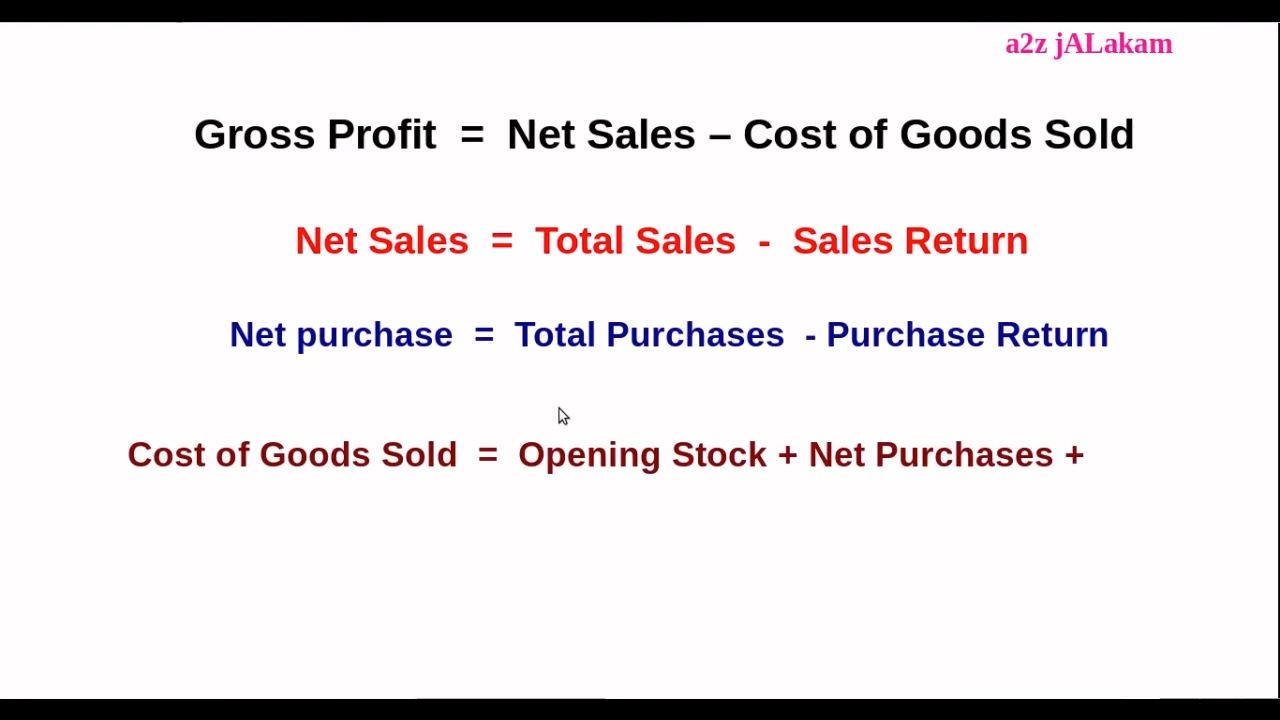 a2z jALakam
Gross Profit = Net Sales – Cost of Goods Sold
Net Sales = Total Sales - Sales Return
Net purchase = Total Purchases - Purchase Return
Cost of Goods Sold = Opening Stock + Net Purchases +